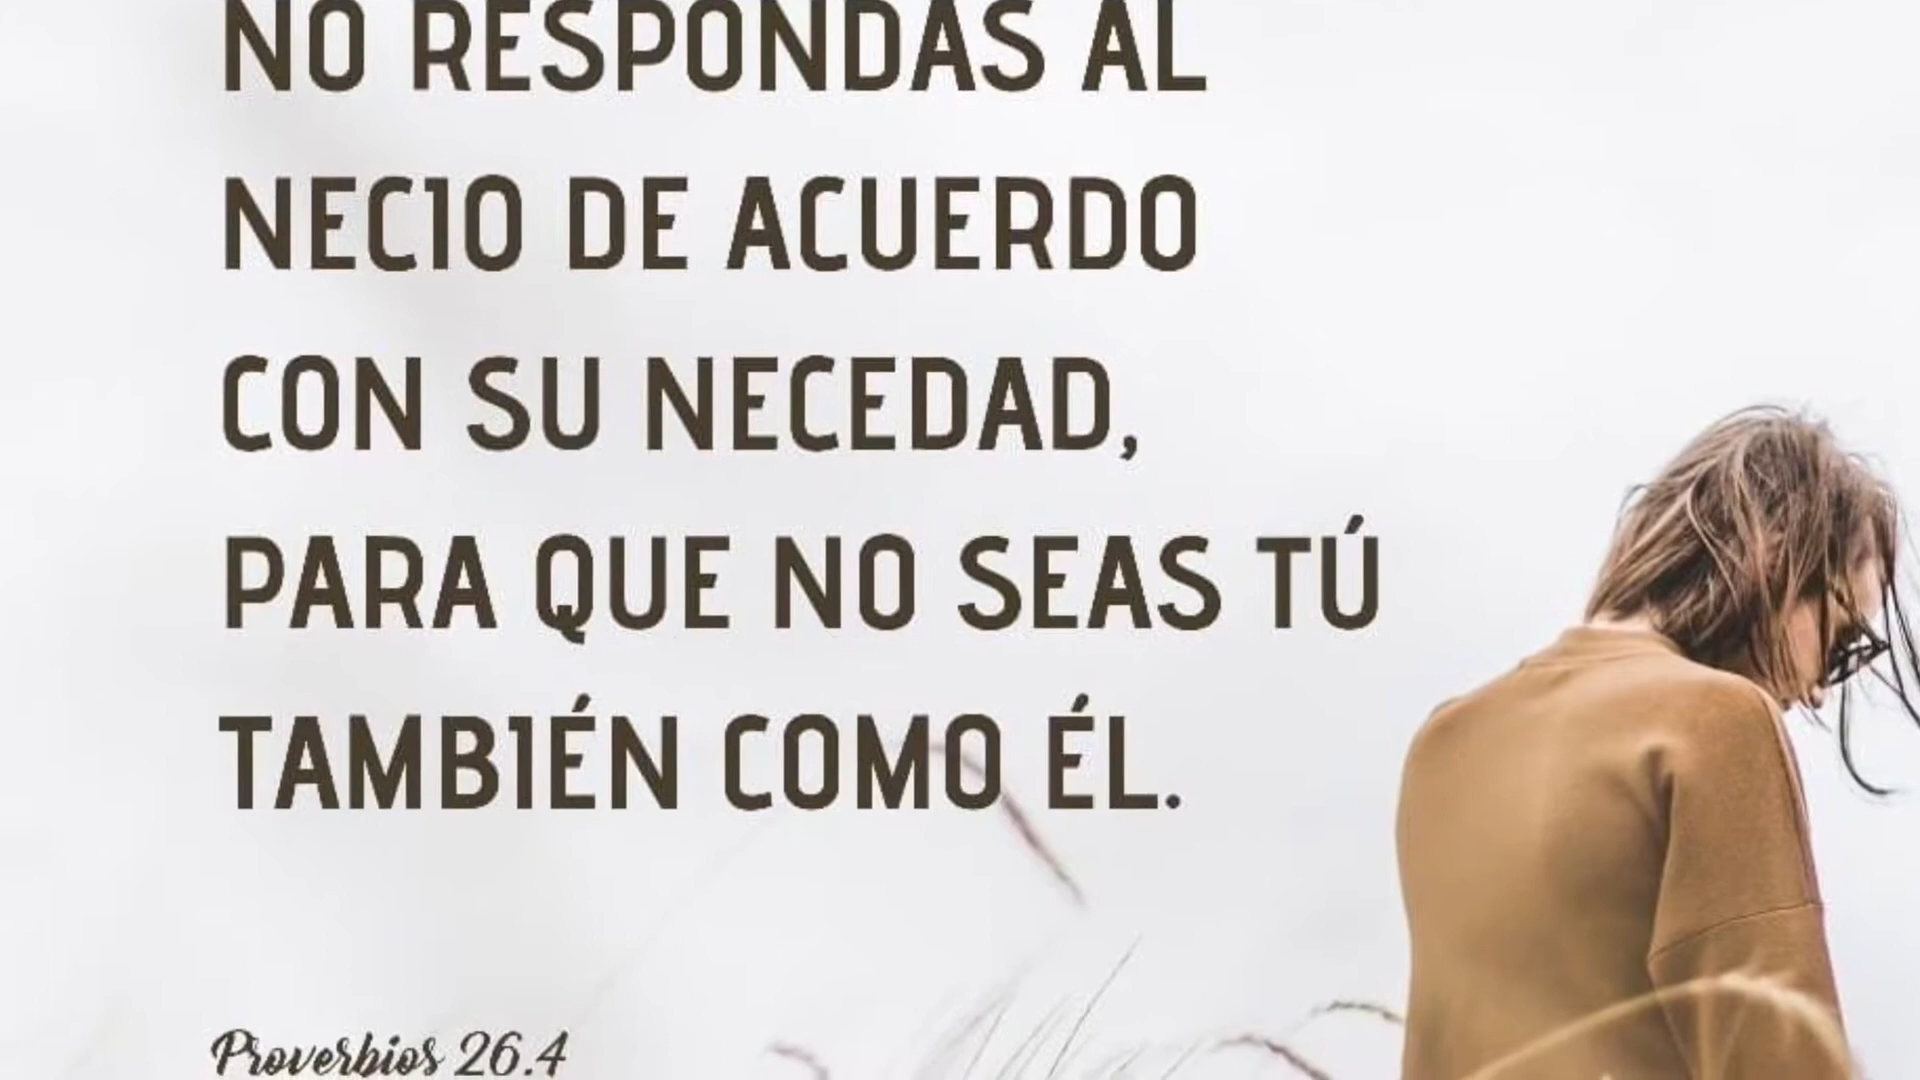 NO RESPONDAS AL
NECIO DE ACUERDO
CON SU NECEDAD,
PARA QUE NO SEAS TÚ
TAMBIÉN COMO ÉL.
Proverbios 26.4